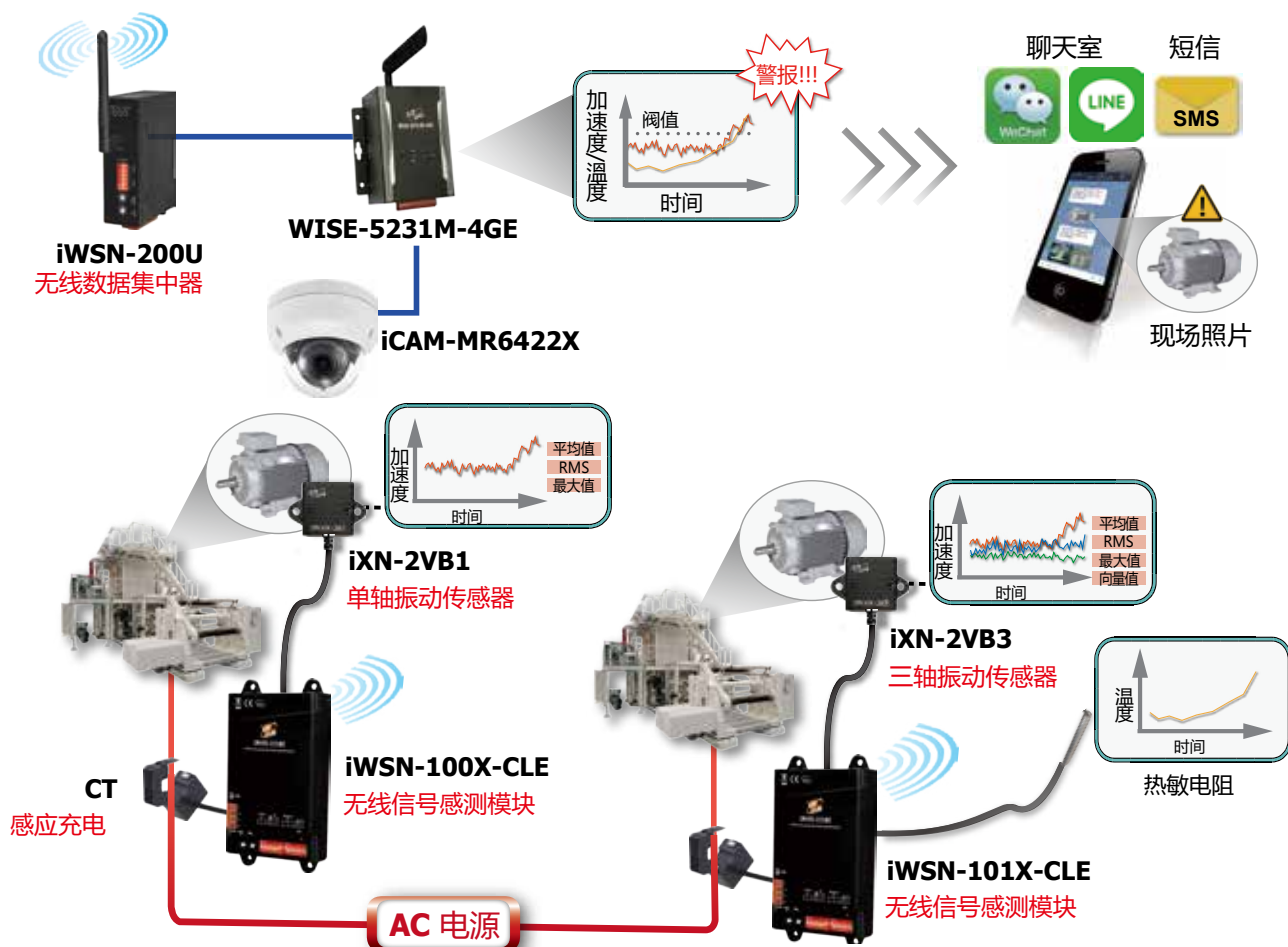 聊天室
短信
警报!!!
加速度/溫度
阀值
时间
WeChat
LINE
SMS
iWSN-200U
无线数据集中器
WISE-5231M-4GE
iCAM-MR6422X
现场照片
加速度
时间
平均值
RMS
最大值
iXN-2VB1
单轴振动传感器
加速度
时间
平均值
RMS
最大值
向量值
iXN-2VB3
三轴振动传感器
温度
时间
热敏电阻
CT
感应充电
iWSN-100X-CLE
无线信号感测模块
iWSN-101X-CLE
无线信号感测模块
AC 电源